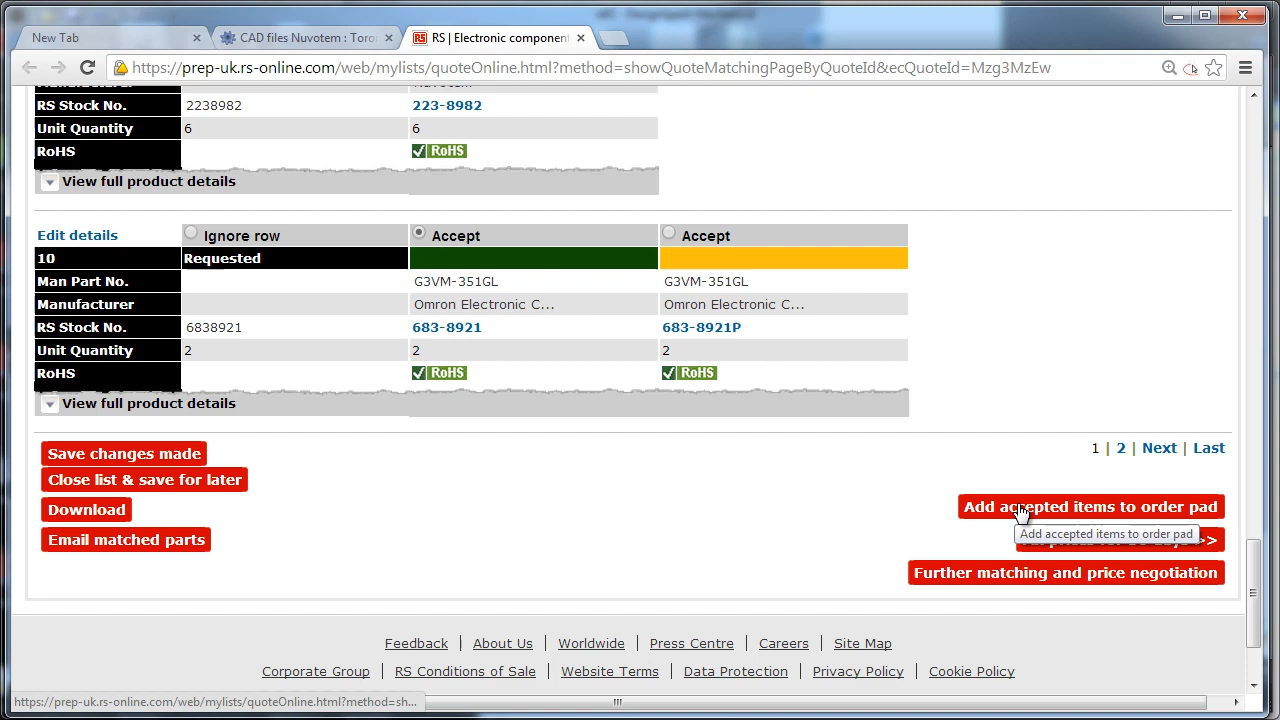 New Tab
CAD files Nuvotem : Toro
RS | Electronic componen
https://prep-uk.rs-online.com/web/mylists/quoteOnline.html?method=showQuoteMatchingPageByQuoteId&ecQuoteId=Mzg3MzEw
RS Stock No. 2238982 223-8982
Unit Quantity 6 6
RoHS RoHS
View full product details
Edit details Ignore row Accept Accept
10 Requested
Man Part No. G3VM-351GL G3VM-351GL
Manufacturer Omron Electronic C... Omron Electronic C...
RS Stock No. 6838921 683-8921 683-8921P
Unit Quantity 2 2 2
RoHS RoHS RoHS
View full product details
Save changes made
1 | 2 | Next | Last
Close list & save for later
Download
Add accepted items to order pad
Add accepted items to order pad
Email matched parts
>>
Further matching and price negotiation
Feedback | About Us | Worldwide | Press Centre | Careers | Site Map
Corporate Group | RS Conditions of Sale | Website Terms | Data Protection | Privacy Policy | Cookie Policy
https://prep-uk.rs-online.com/web/mylists/quoteOnline.html?method=sh...